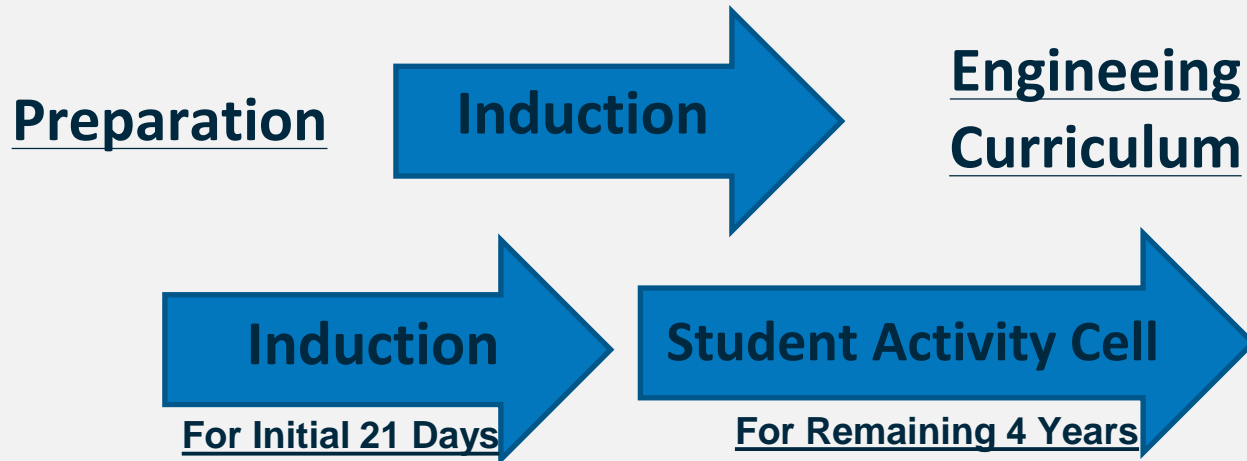 Preparation
Induction
Engineeing
Curriculum
Induction
Student Activity Cell
For Initial 21 Days
For Remaining 4 Years